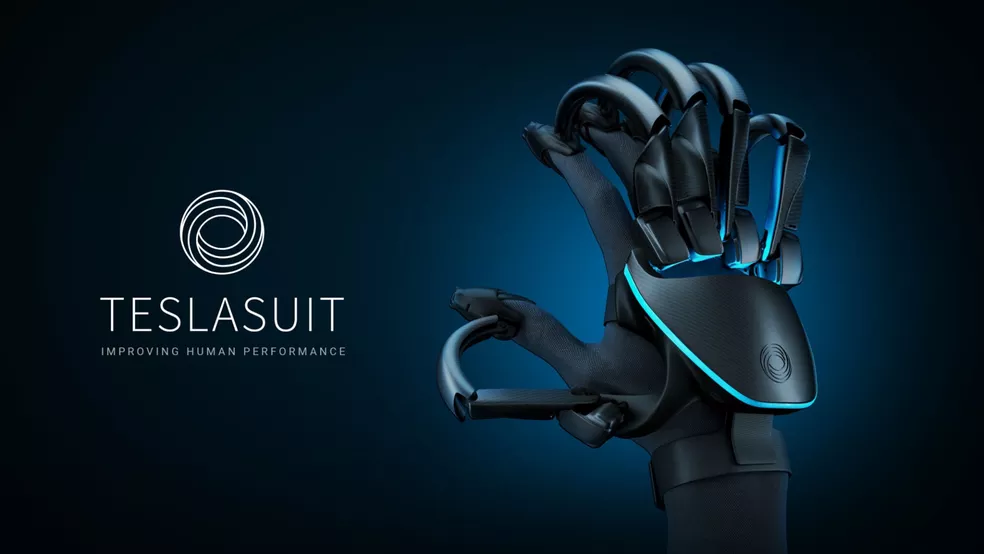 TESLASUIT
IMPROVING HUMAN PERFORMANCE